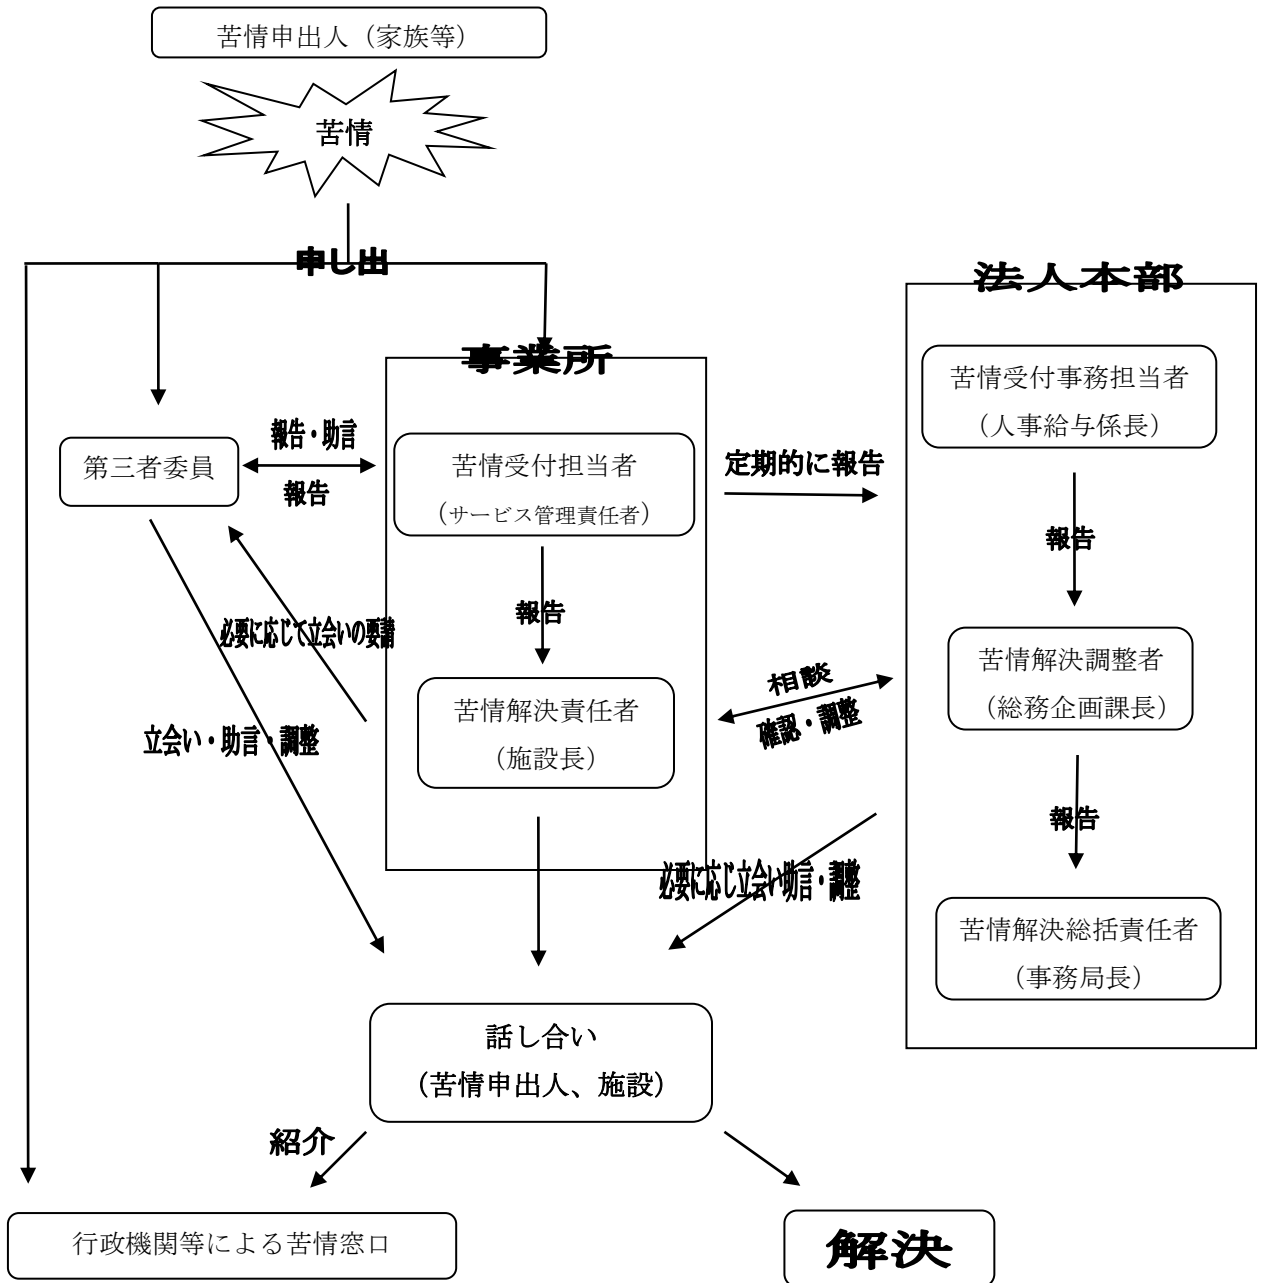 苦情申出人（家族等）
苦情
申し出
法人本部
事業所
苦情受付事務担当者
（人事給与係長）
報告・助言
第三者委員
報告
苦情受付担当者
（サービス管理責任者）
定期的に報告
報告
報告
必要に応じて立会いの要請
苦情解決調整者
（総務企画課長）
相談
確認・調整
苦情解決責任者
（施設長）
立会い・助言・調整
報告
必要に応じ立会い助言・調整
苦情解決総括責任者
（事務局長）
話し合い
（苦情申出人、施設）
紹介
行政機関等による苦情窓口
解決